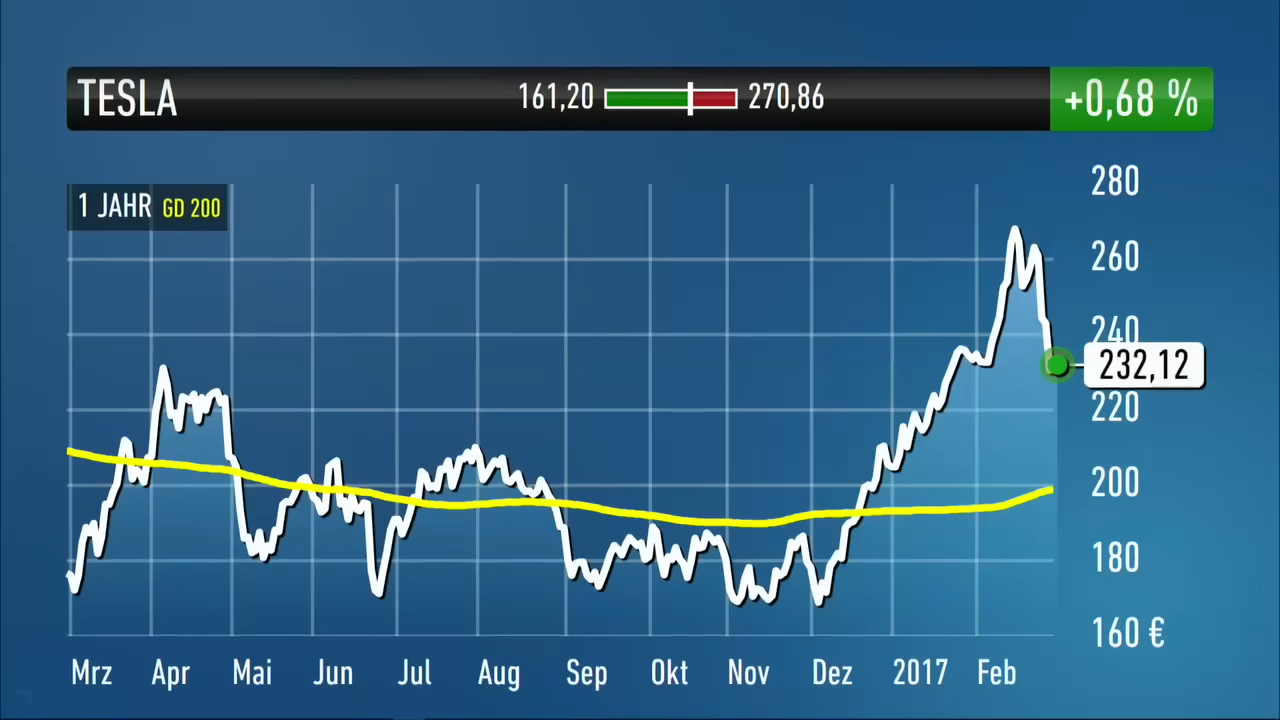 TESLA 161,20 270,86 +0,68 %
1 JAHR GD 200
280
260
240
232,12
220
200
180
160 €
Mrz Apr Mai Jun Jul Aug Sep Okt Nov Dez 2017 Feb